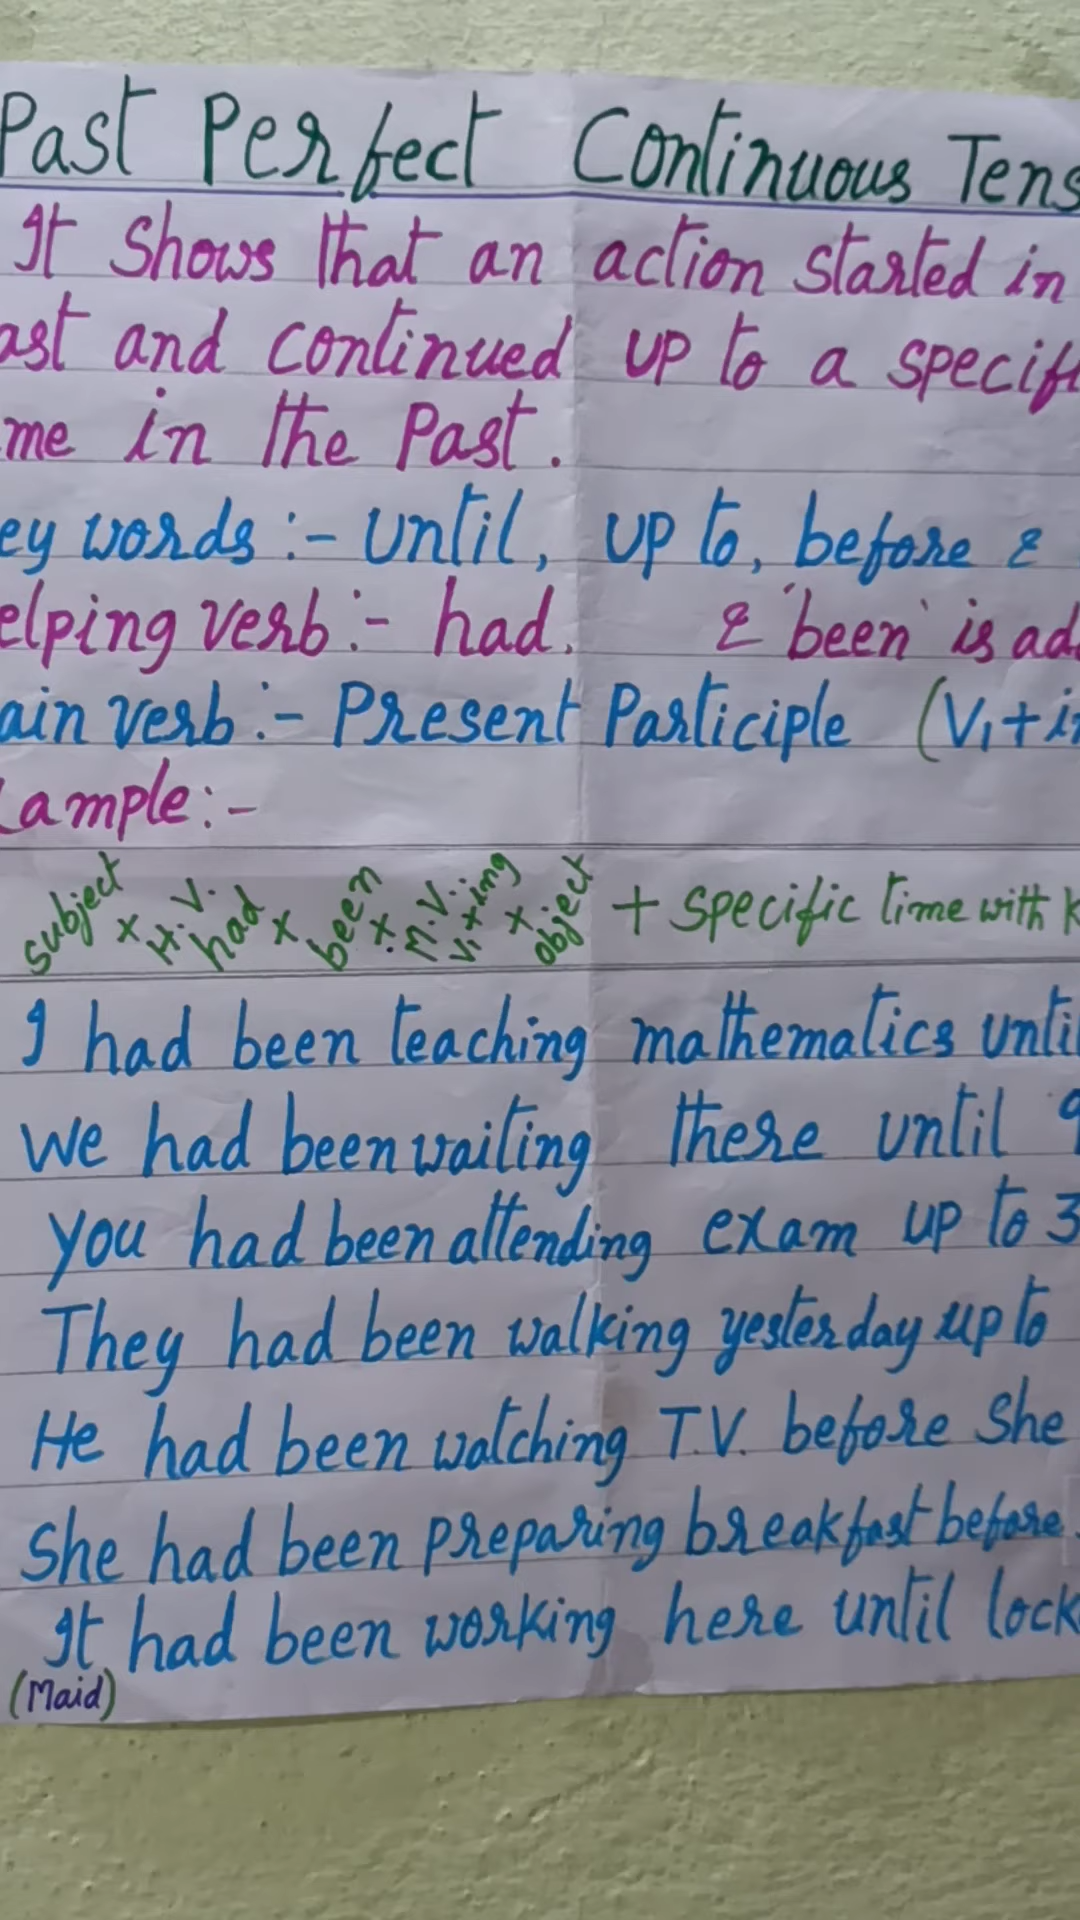 Past Perfect Continuous Tens
It shows that an action started in
ast and continued up to a specifi
me in the Past.
ey words :- until, up to, before &
elping verb :- had. & 'been' is ad
ain verb :- Present Participle (V1+in
ample:-
subject + H.V. had + been + M.V. V1+ing + object + specific time with k
I had been teaching mathematics until
We had been waiting there until 9
you had been attending exam up to 3
They had been walking yesterday up to
He had been watching T.V. before she
She had been preparing breakfast before
It had been working here until lock
(Maid)